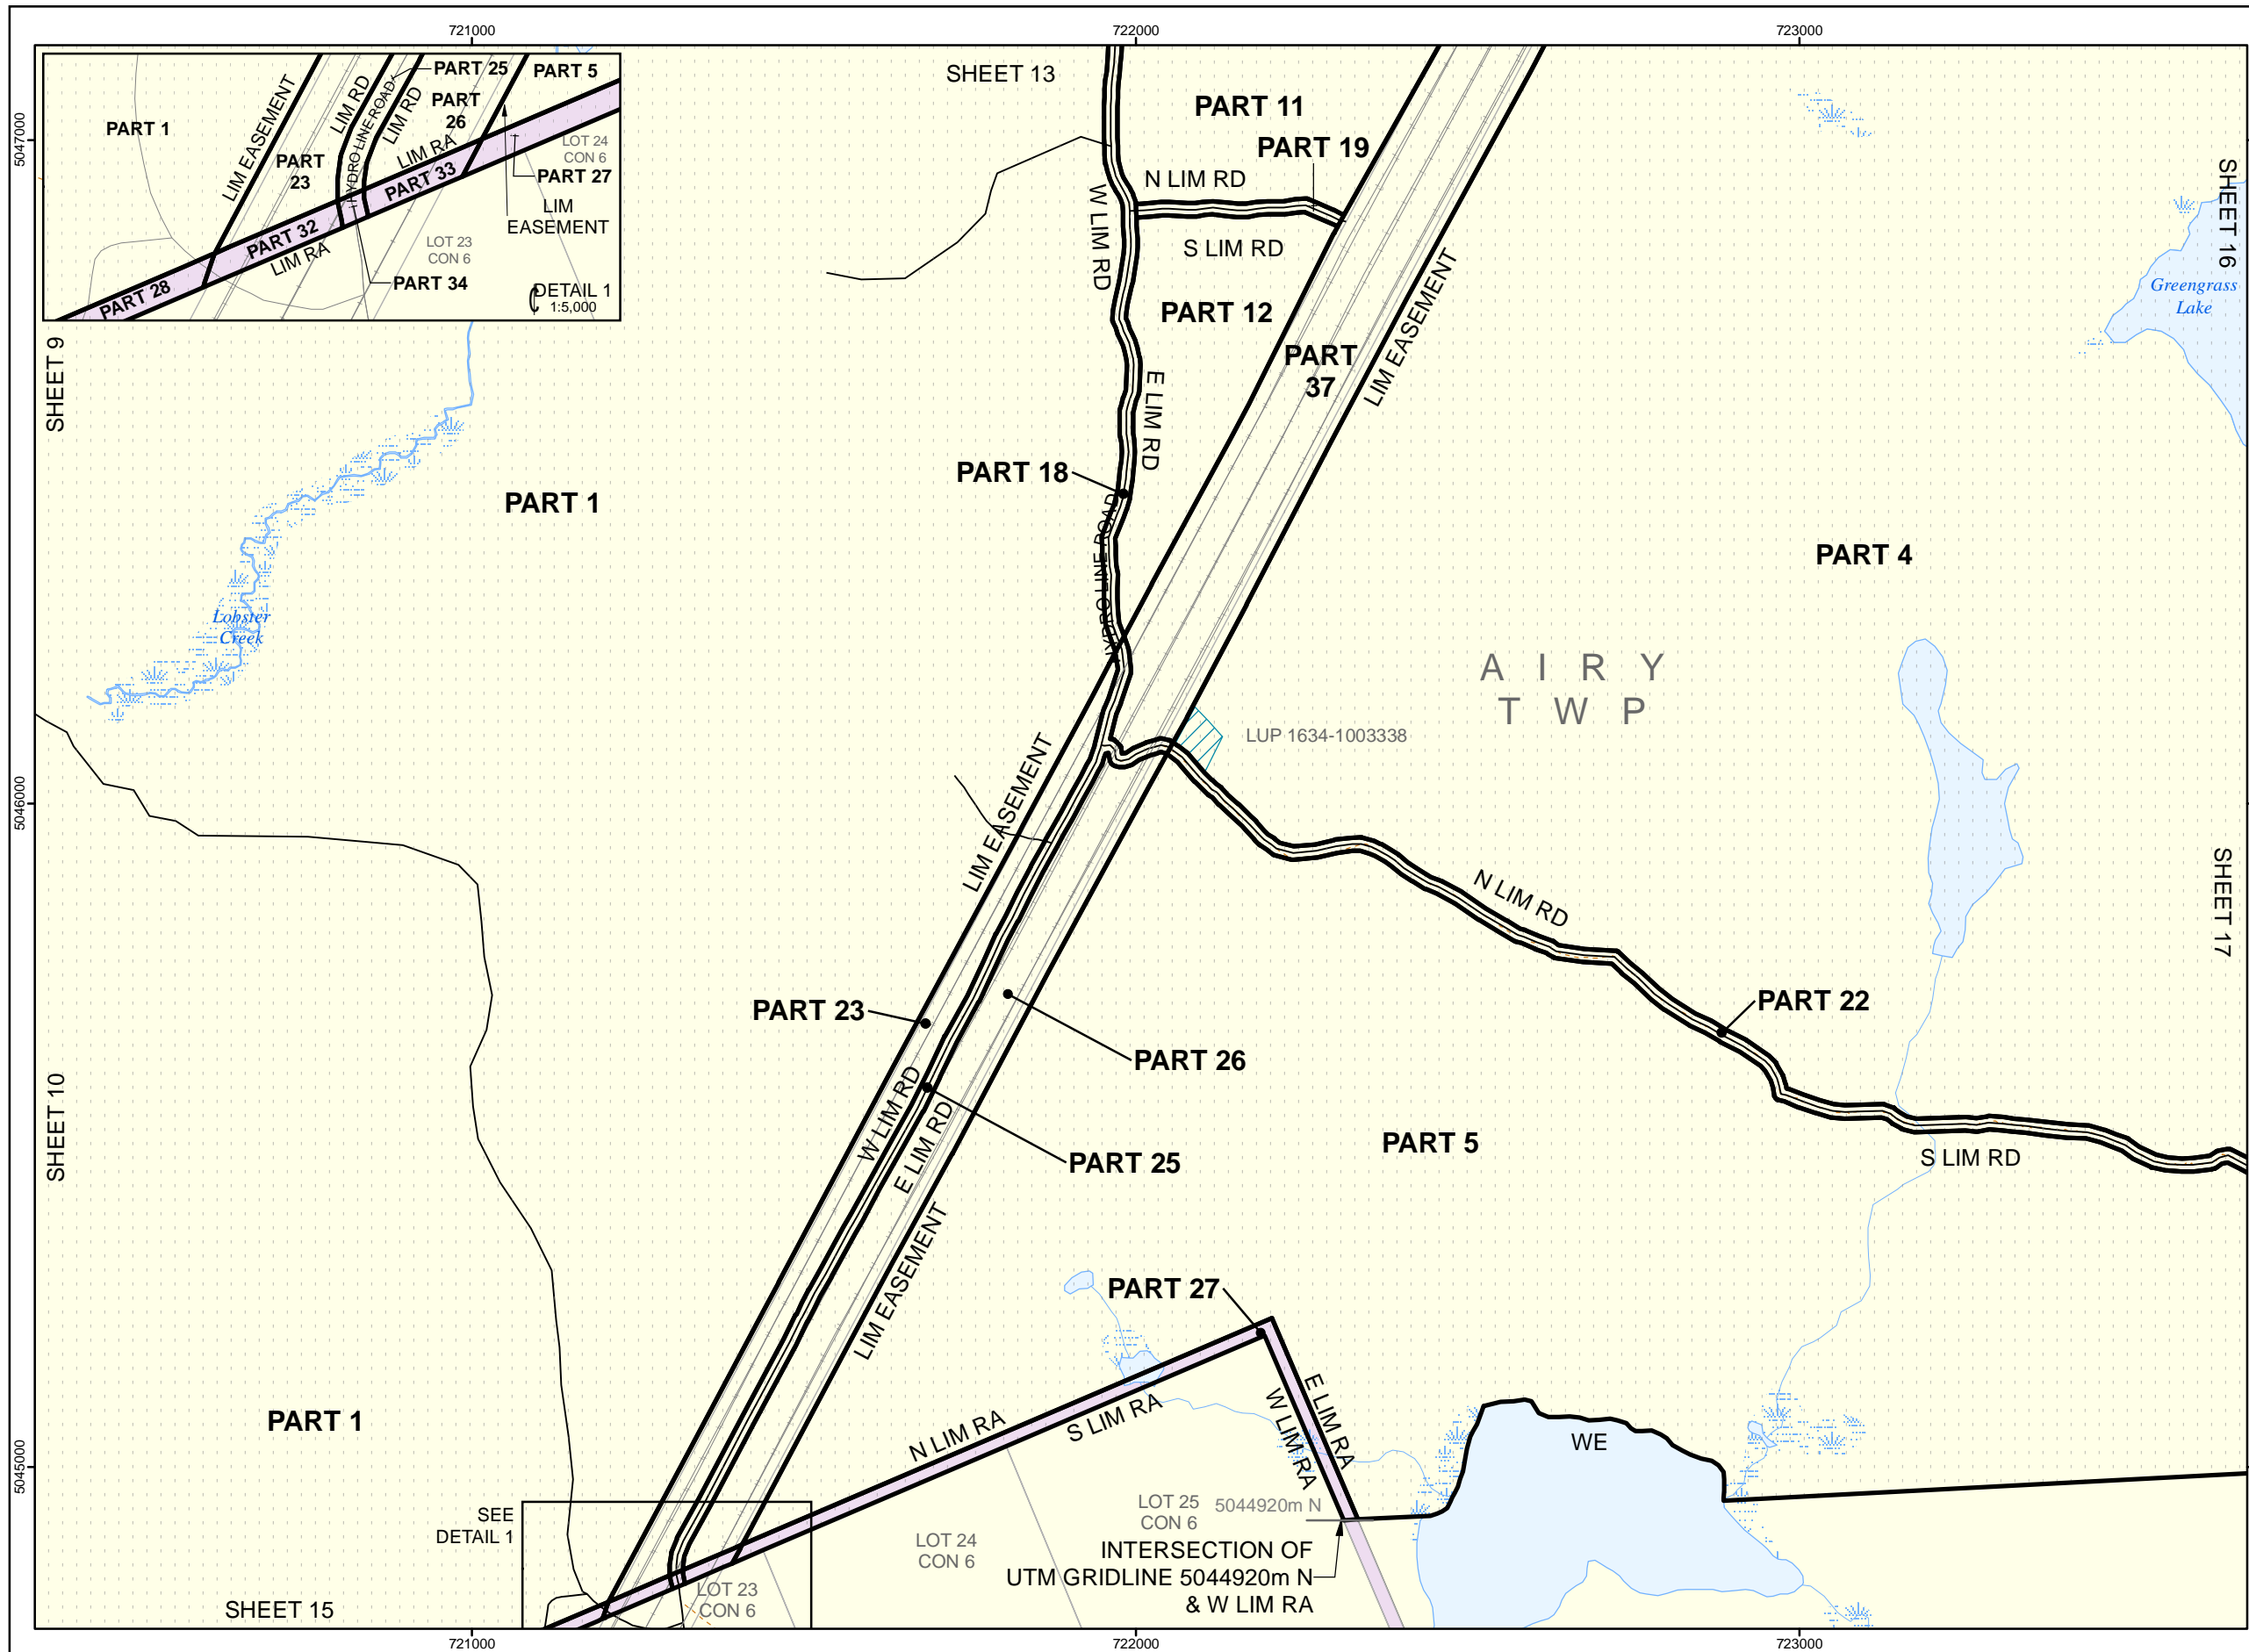 721000
722000
723000
5047000
5046000
5045000
PART 1
LIM EASEMENT
PART
23
LIM RD
HYDRO LINE ROAD
LIM RD
PART 25
PART
26
PART 5
LIM RA
LOT 24
CON 6
PART 27
PART 33
LIM
EASEMENT
PART 32
LIM RA
LOT 23
CON 6
PART 34
PART 28
DETAIL 1
1:5,000
SHEET 13
PART 11
PART 19
N LIM RD
W LIM RD
S LIM RD
PART 12
LIM EASEMENT
PART
37
E LIM RD
SHEET 16
Greengrass
Lake
SHEET 9
PART 18
PART 1
HYDRO LINE ROAD
PART 4
Lobster
Creek
A I R Y
T W P
LUP 1634-1003338
LIM EASEMENT
N LIM RD
SHEET 17
PART 23
PART 22
PART 26
W LIM RD
SHEET 10
E LIM RD
PART 25
PART 5
S LIM RD
LIM EASEMENT
PART 27
E LIM RA
W LIM RA
N LIM RA
S LIM RA
PART 1
WE
SEE
DETAIL 1
LOT 25
CON 6
5044920m N
LOT 24
CON 6
INTERSECTION OF
UTM GRIDLINE 5044920m N
& W LIM RA
LOT 23
CON 6
SHEET 15
721000
722000
723000